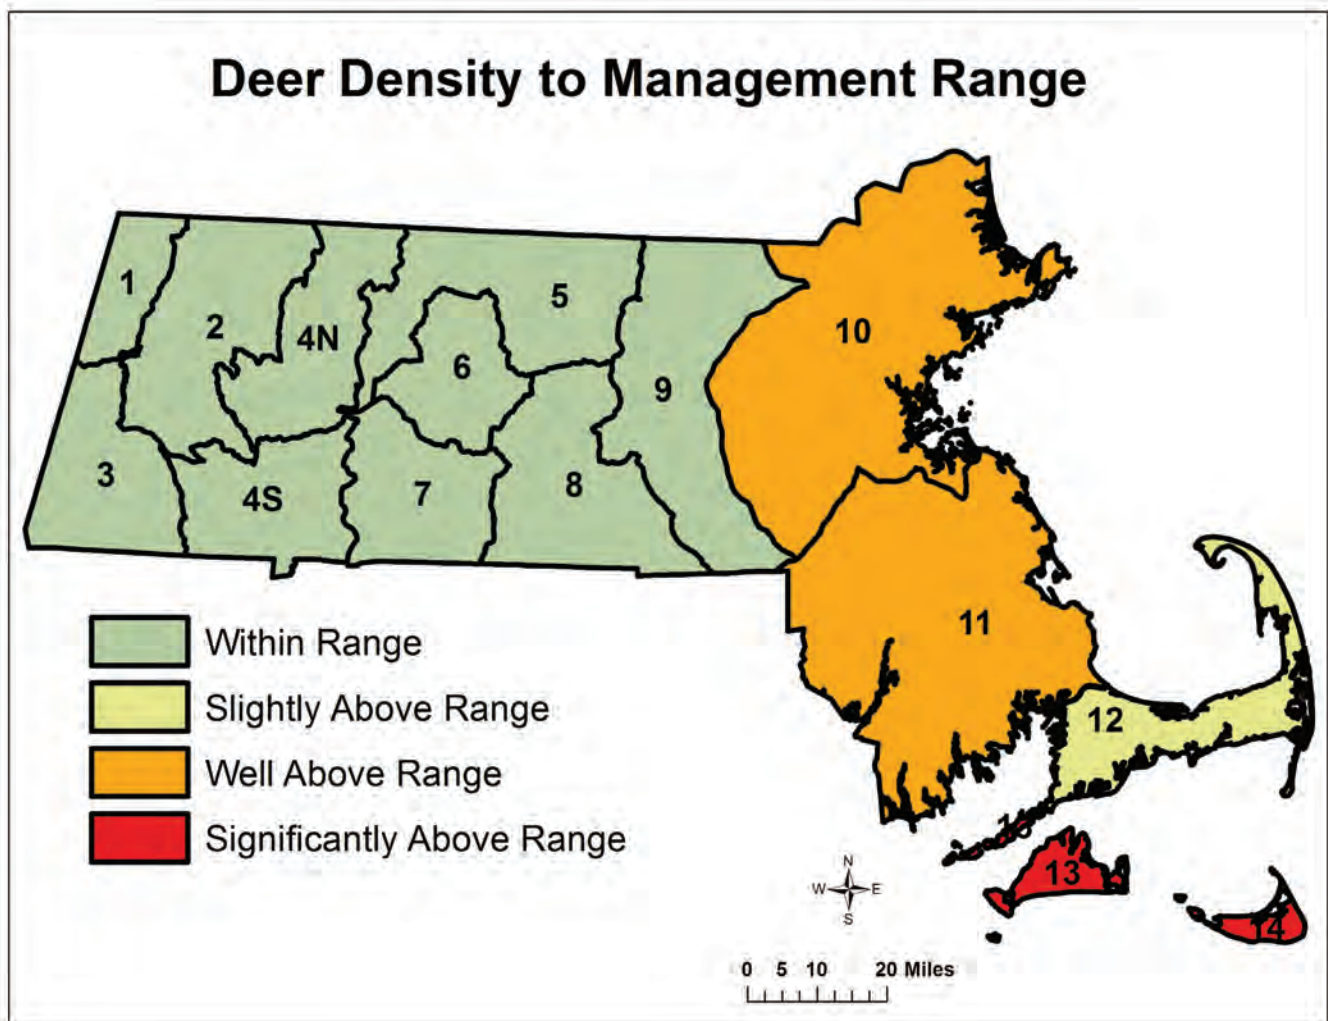 Deer Density to Management Range
1
2
4N
5
6
9
10
3
4S
7
8
11
12
13
13
14
Within Range
Slightly Above Range
Well Above Range
Significantly Above Range
N
W E
S
0 5 10 20 Miles